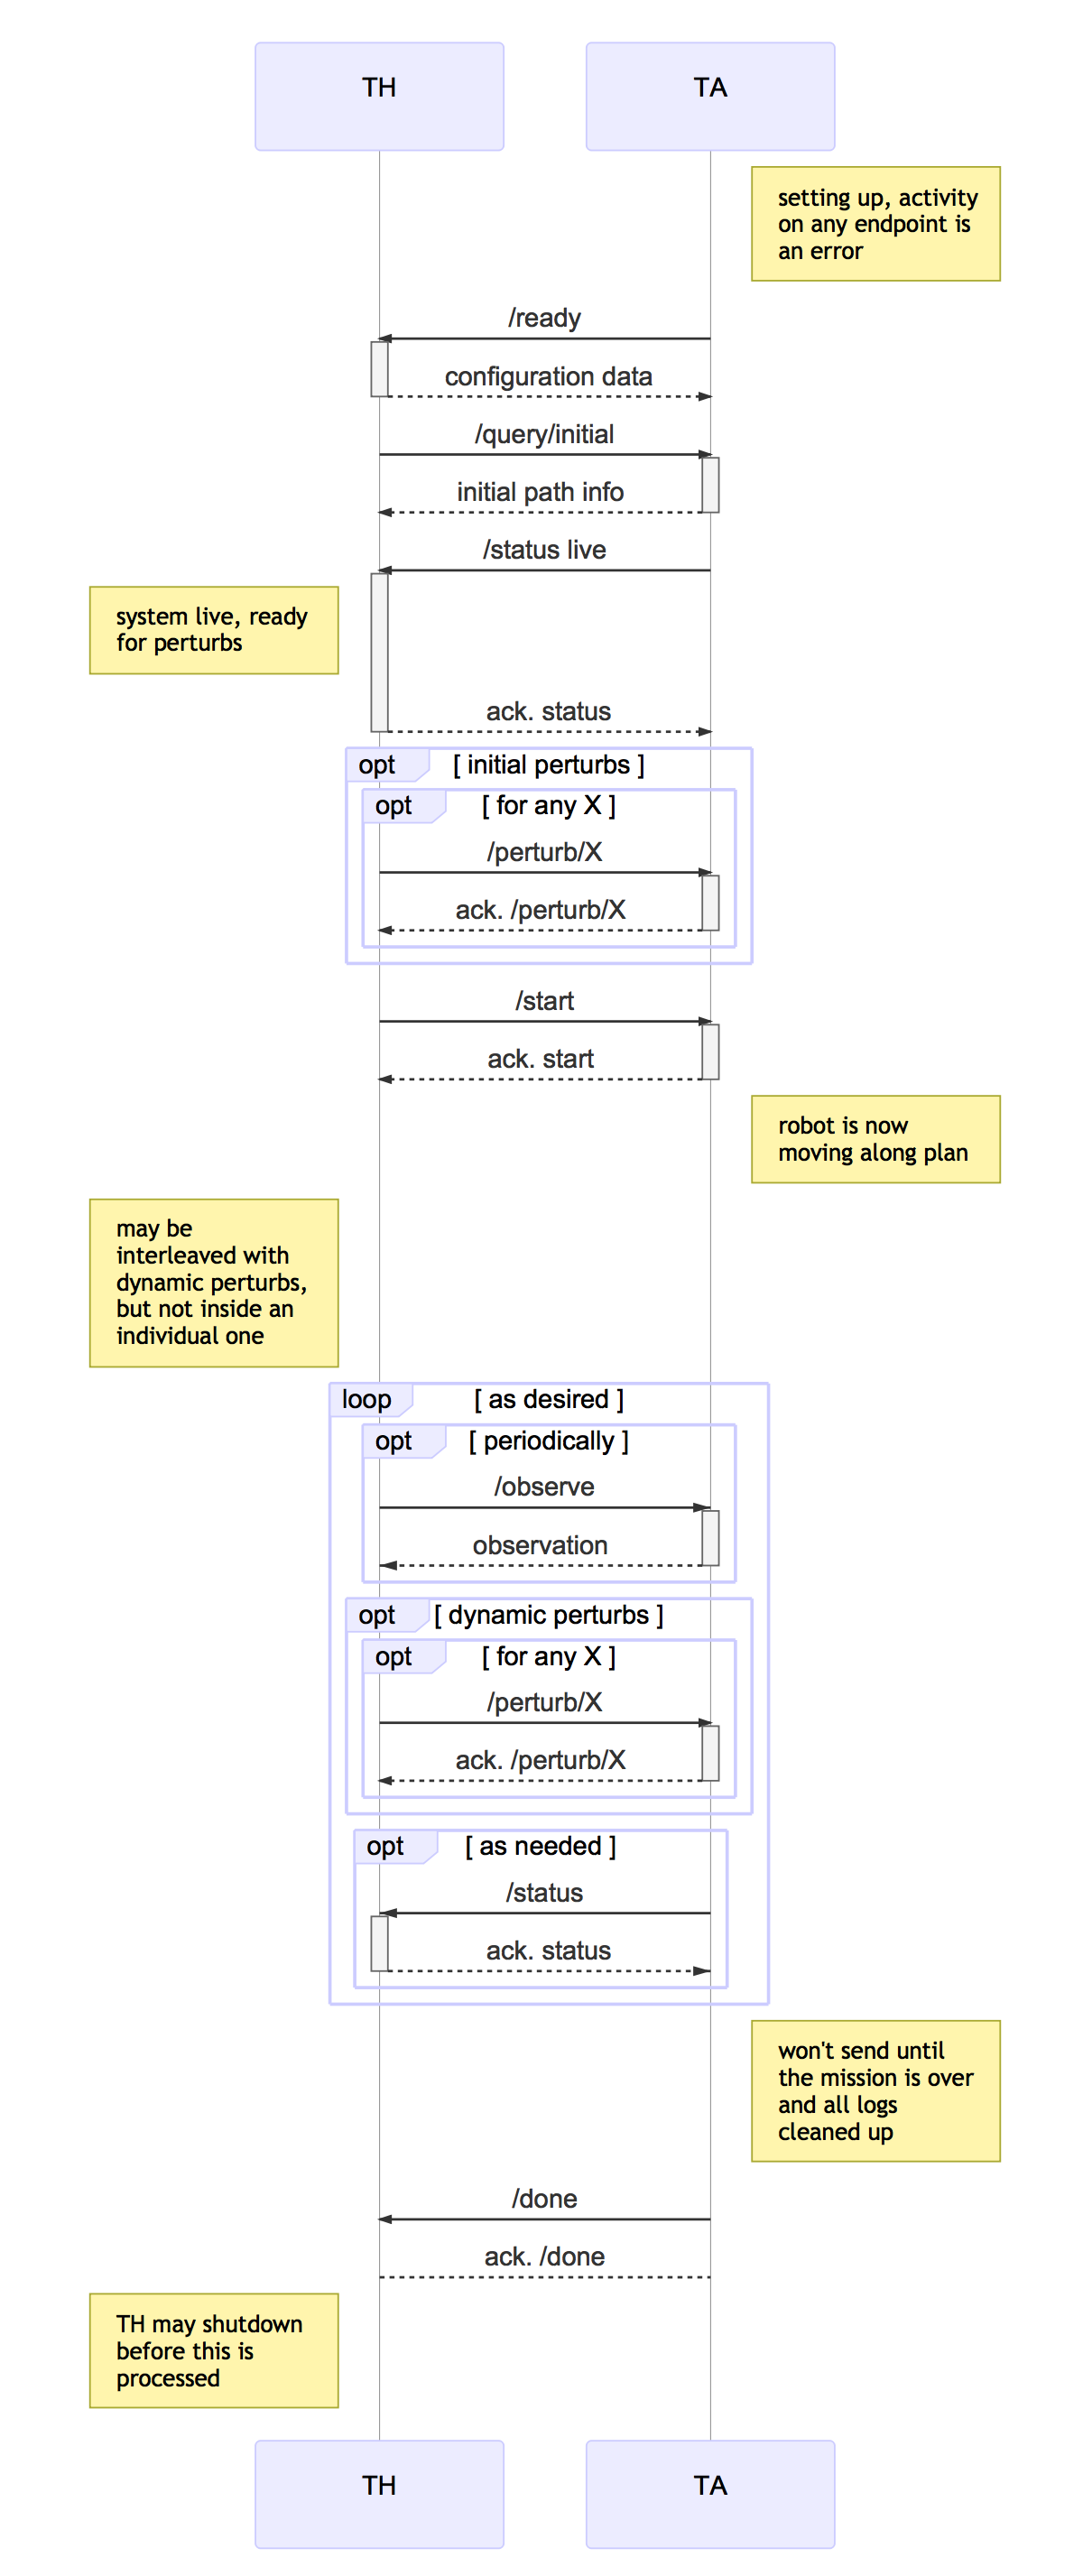 TH
TA
setting up, activity
on any endpoint is
an error
/ready
configuration data
/query/initial
initial path info
/status live
system live, ready
for perturbs
ack. status
opt
[ initial perturbs ]
opt
[ for any X ]
/perturb/X
ack. /perturb/X
/start
ack. start
robot is now
moving along plan
may be
interleaved with
dynamic perturbs,
but not inside an
individual one
loop
[ as desired ]
opt
[ periodically ]
/observe
observation
opt
[ dynamic perturbs ]
opt
[ for any X ]
/perturb/X
ack. /perturb/X
opt
[ as needed ]
/status
ack. status
won't send until
the mission is over
and all logs
cleaned up
/done
ack. /done
TH may shutdown
before this is
processed
TH
TA